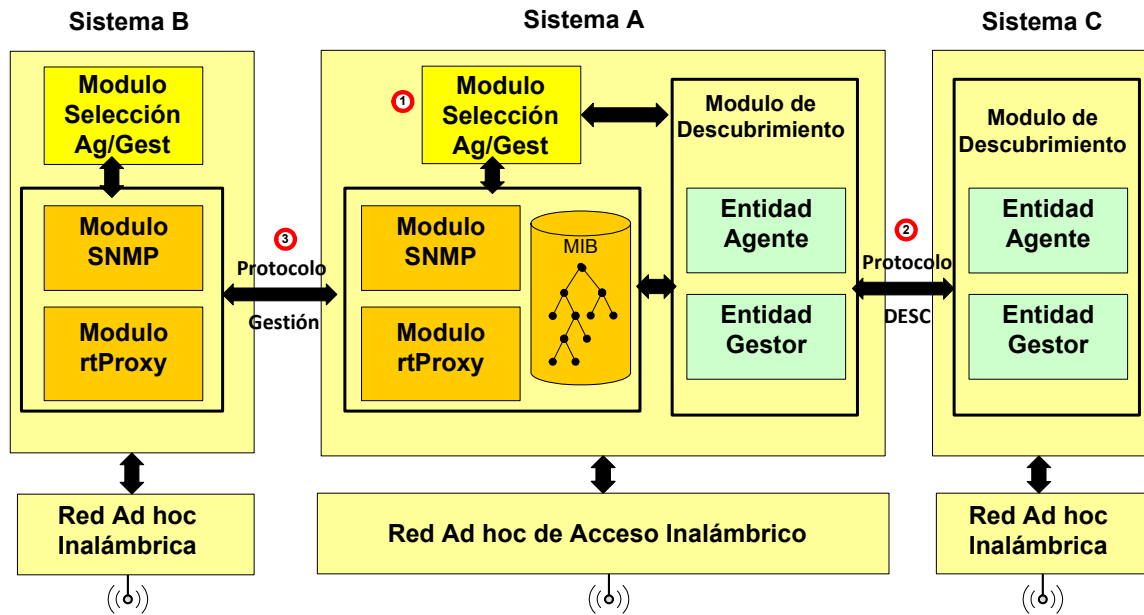 Sistema B
Modulo
Selección
Ag/Gest
Modulo
SNMP
Modulo
rtProxy
Red Ad hoc
Inalámbrica
3
Protocolo
Gestión
Sistema A
1
Modulo
Selección
Ag/Gest
Modulo
SNMP
Modulo
rtProxy
MIB
Modulo de
Descubrimiento
Entidad
Agente
Entidad
Gestor
Red Ad hoc de Acceso Inalámbrico
2
Protocolo
DESC
Sistema C
Modulo de
Descubrimiento
Entidad
Agente
Entidad
Gestor
Red Ad hoc
Inalámbrica